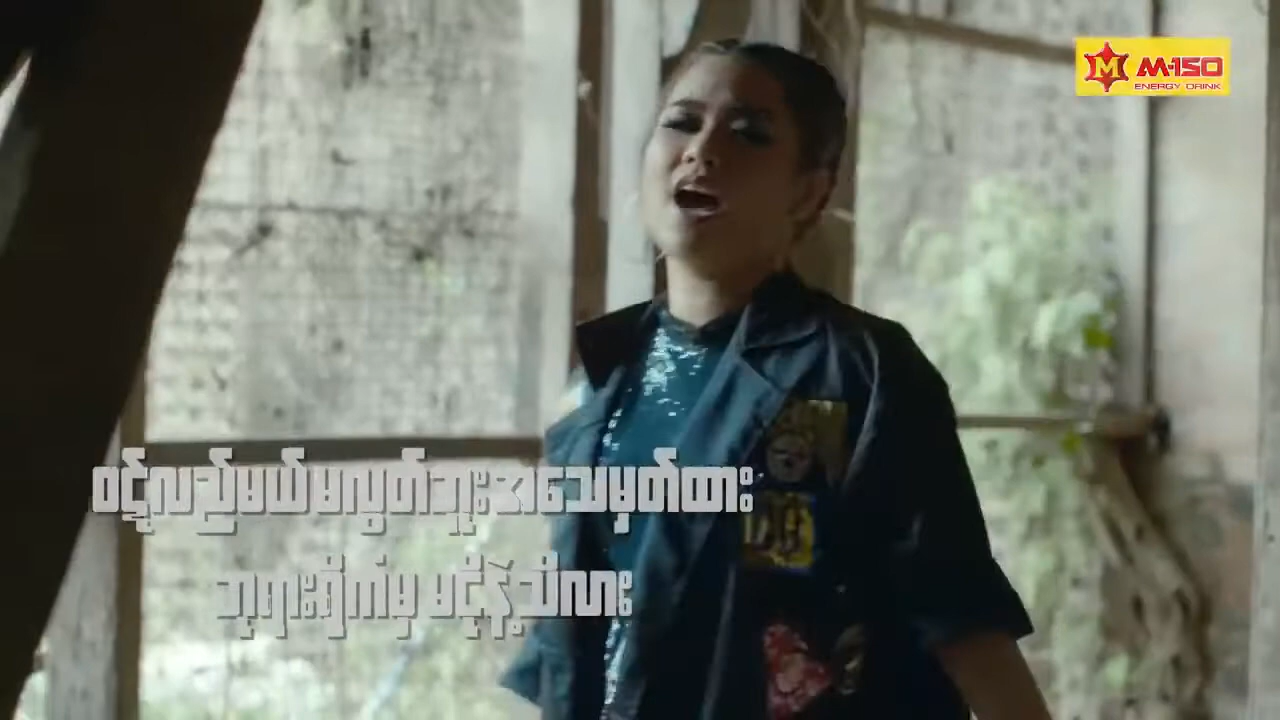 M
M-150
ENERGY DRINK
ဝင့်လည်မယ်မလွတ်ဘူးအသေမှတ်ထား
ဘုရားရိုက်မှ မငိုနဲ့သိလား